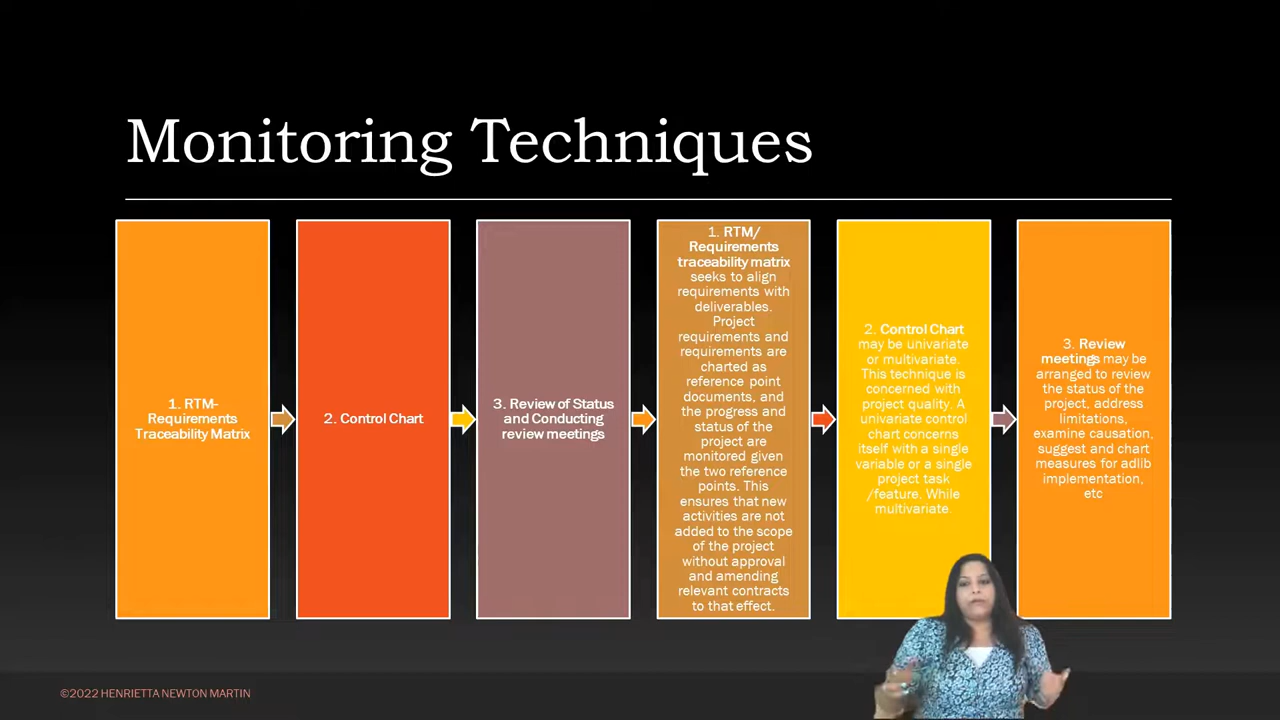 Monitoring Techniques
1. RTM-
Requirements
Traceability Matrix
2. Control Chart
3. Review of Status
and Conducting
review meetings
1. RTM/
Requirements
traceability matrix
seeks to align
requirements with
deliverables.
Project
requirements and
requirements are
charted as
reference point
documents, and
the progress and
status of the
project are
monitored given
the two reference
points. This
ensures that new
activities are not
added to the scope
of the project
without approval
and amending
relevant contracts
to that effect.
2. Control Chart
may be univariate
or multivariate.
This technique is
concerned with
project quality. A
univariate control
chart concerns
itself with a single
variable or a single
project task
/feature. While
multivariate.
3. Review
meetings may be
arranged to review
the status of the
project, address
limitations,
examine causation,
suggest and chart
measures for adlib
implementation,
etc
©2022 HENRIETTA NEWTON MARTIN